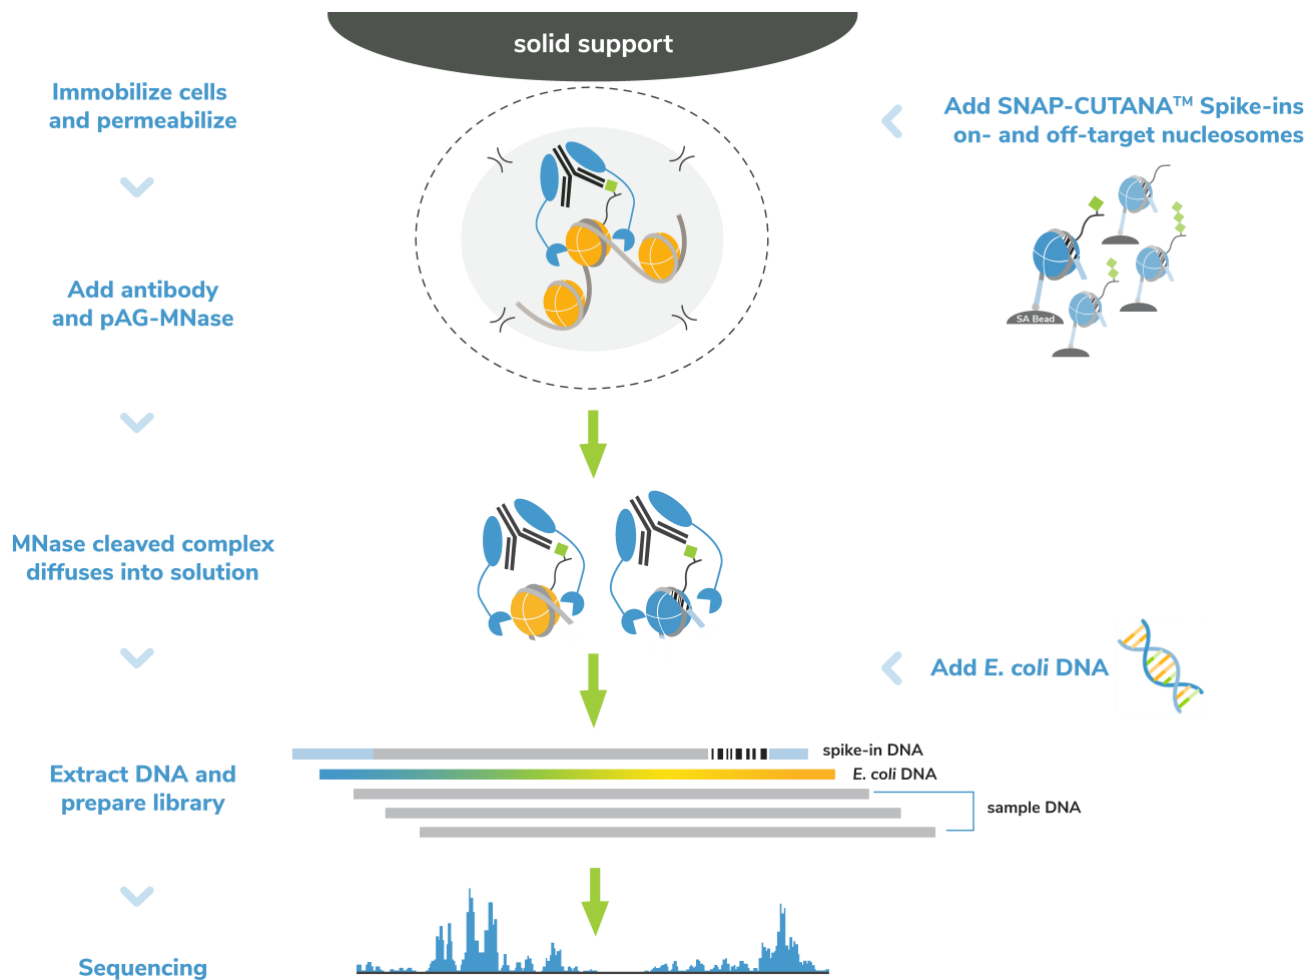 solid support
Immobilize cells
and permeabilize
Add SNAP-CUTANA™ Spike-ins
on- and off-target nucleosomes
SA Bead
Add antibody
and pAG-MNase
MNase cleaved complex
diffuses into solution
Add E. coli DNA
spike-in DNA
E. coli DNA
Extract DNA and
prepare library
sample DNA
Sequencing